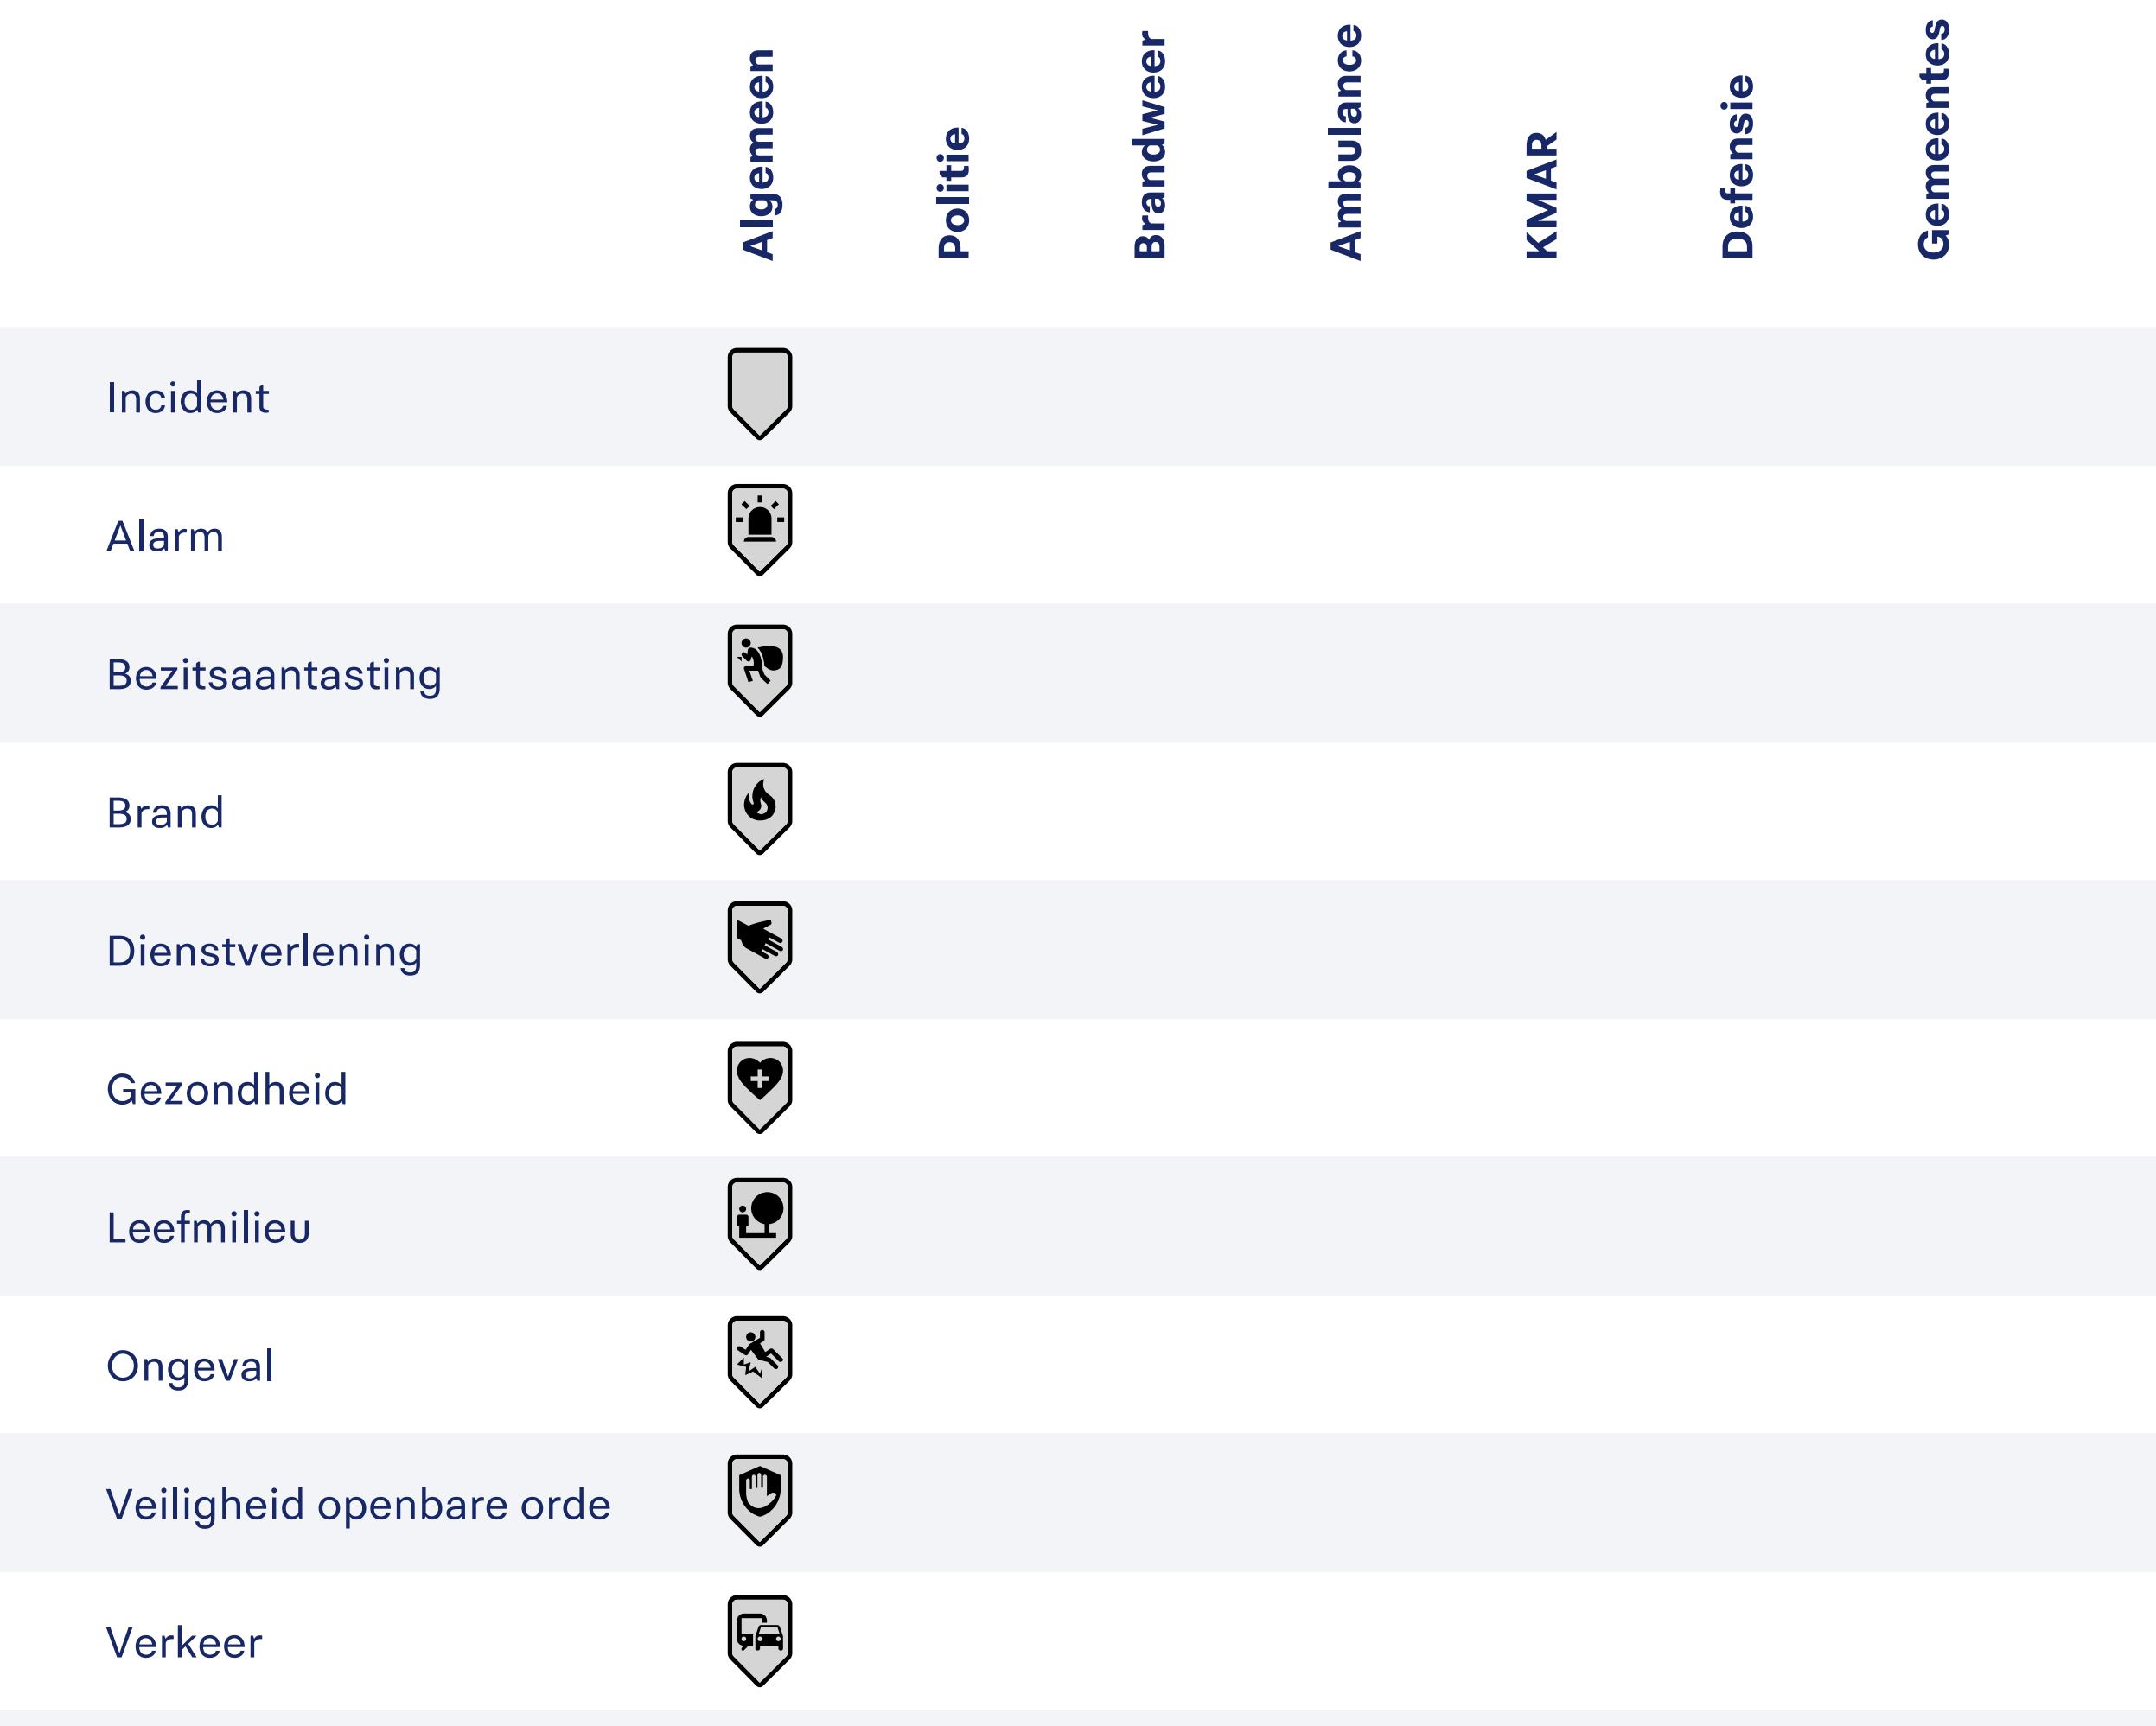 Algemeen
Politie
Brandweer
Ambulance
KMAR
Defensie
Gemeentes
Incident
Alarm
Bezitsaantasting
Brand
Dienstverlening
Gezondheid
Leefmilieu
Ongeval
Veiligheid openbare orde
Verkeer